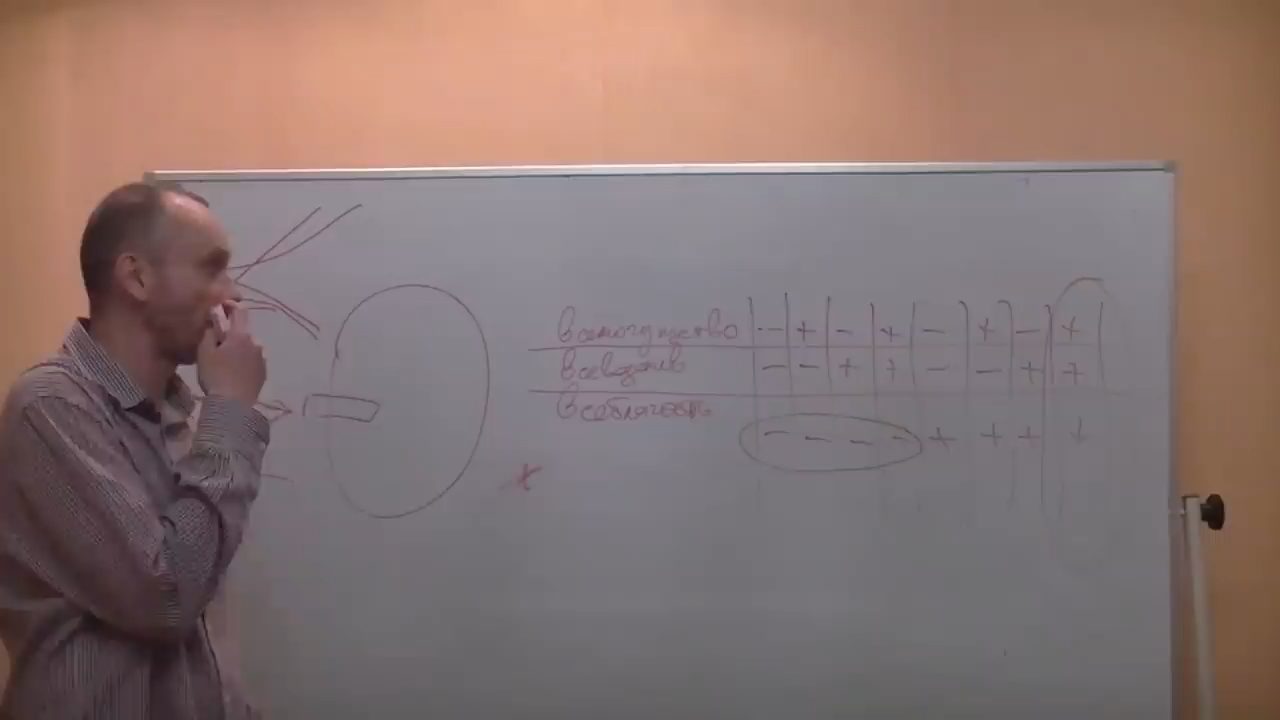 всемогущество - + - + - + - +
всеведение - - + + - - + +
всеблагость - - - - + + + +